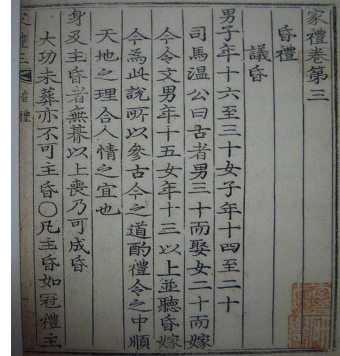 家禮卷第三
昏禮
議昏
男子年十六至三十女子年十四至二十
司馬温公曰古者男三十而娶女二十而嫁
今令文男年十五女年十三以上並聽昏嫁
今為此說所以參古今之道酌禮令之中順
天地之理合人情之宜也
身及主昏者無朞以上喪乃可成昏
大功未葬亦不可主昏○凡主昏如冠禮主